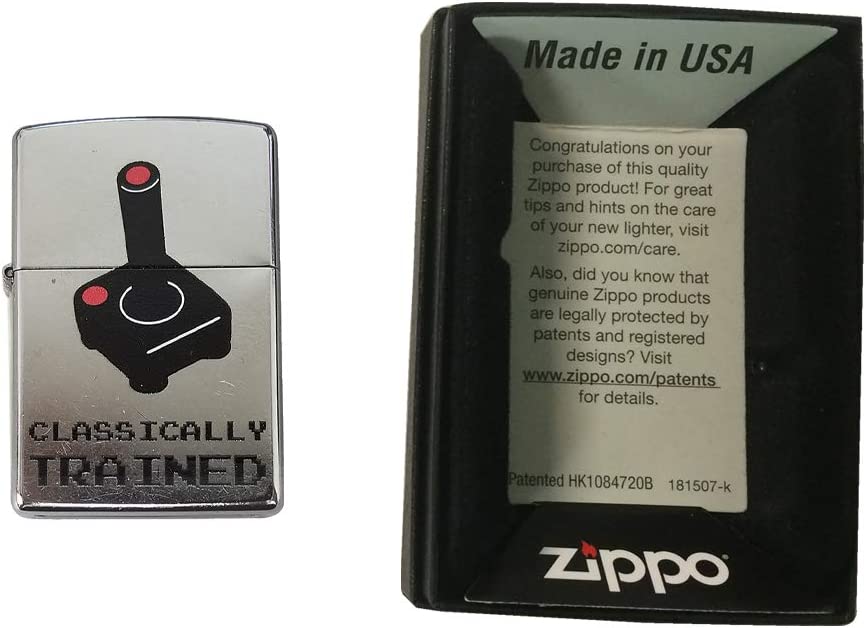 CLASSICALLY
TRAINED
Made in USA
Congratulations on your
purchase of this quality
Zippo product! For great
tips and hints on the care
of your new lighter, visit
zippo.com/care.
Also, did you know that
genuine Zippo products
are legally protected by
patents and registered
designs? Visit
www.zippo.com/patents
for details.
Patented HK1084720B 181507-k
zippo